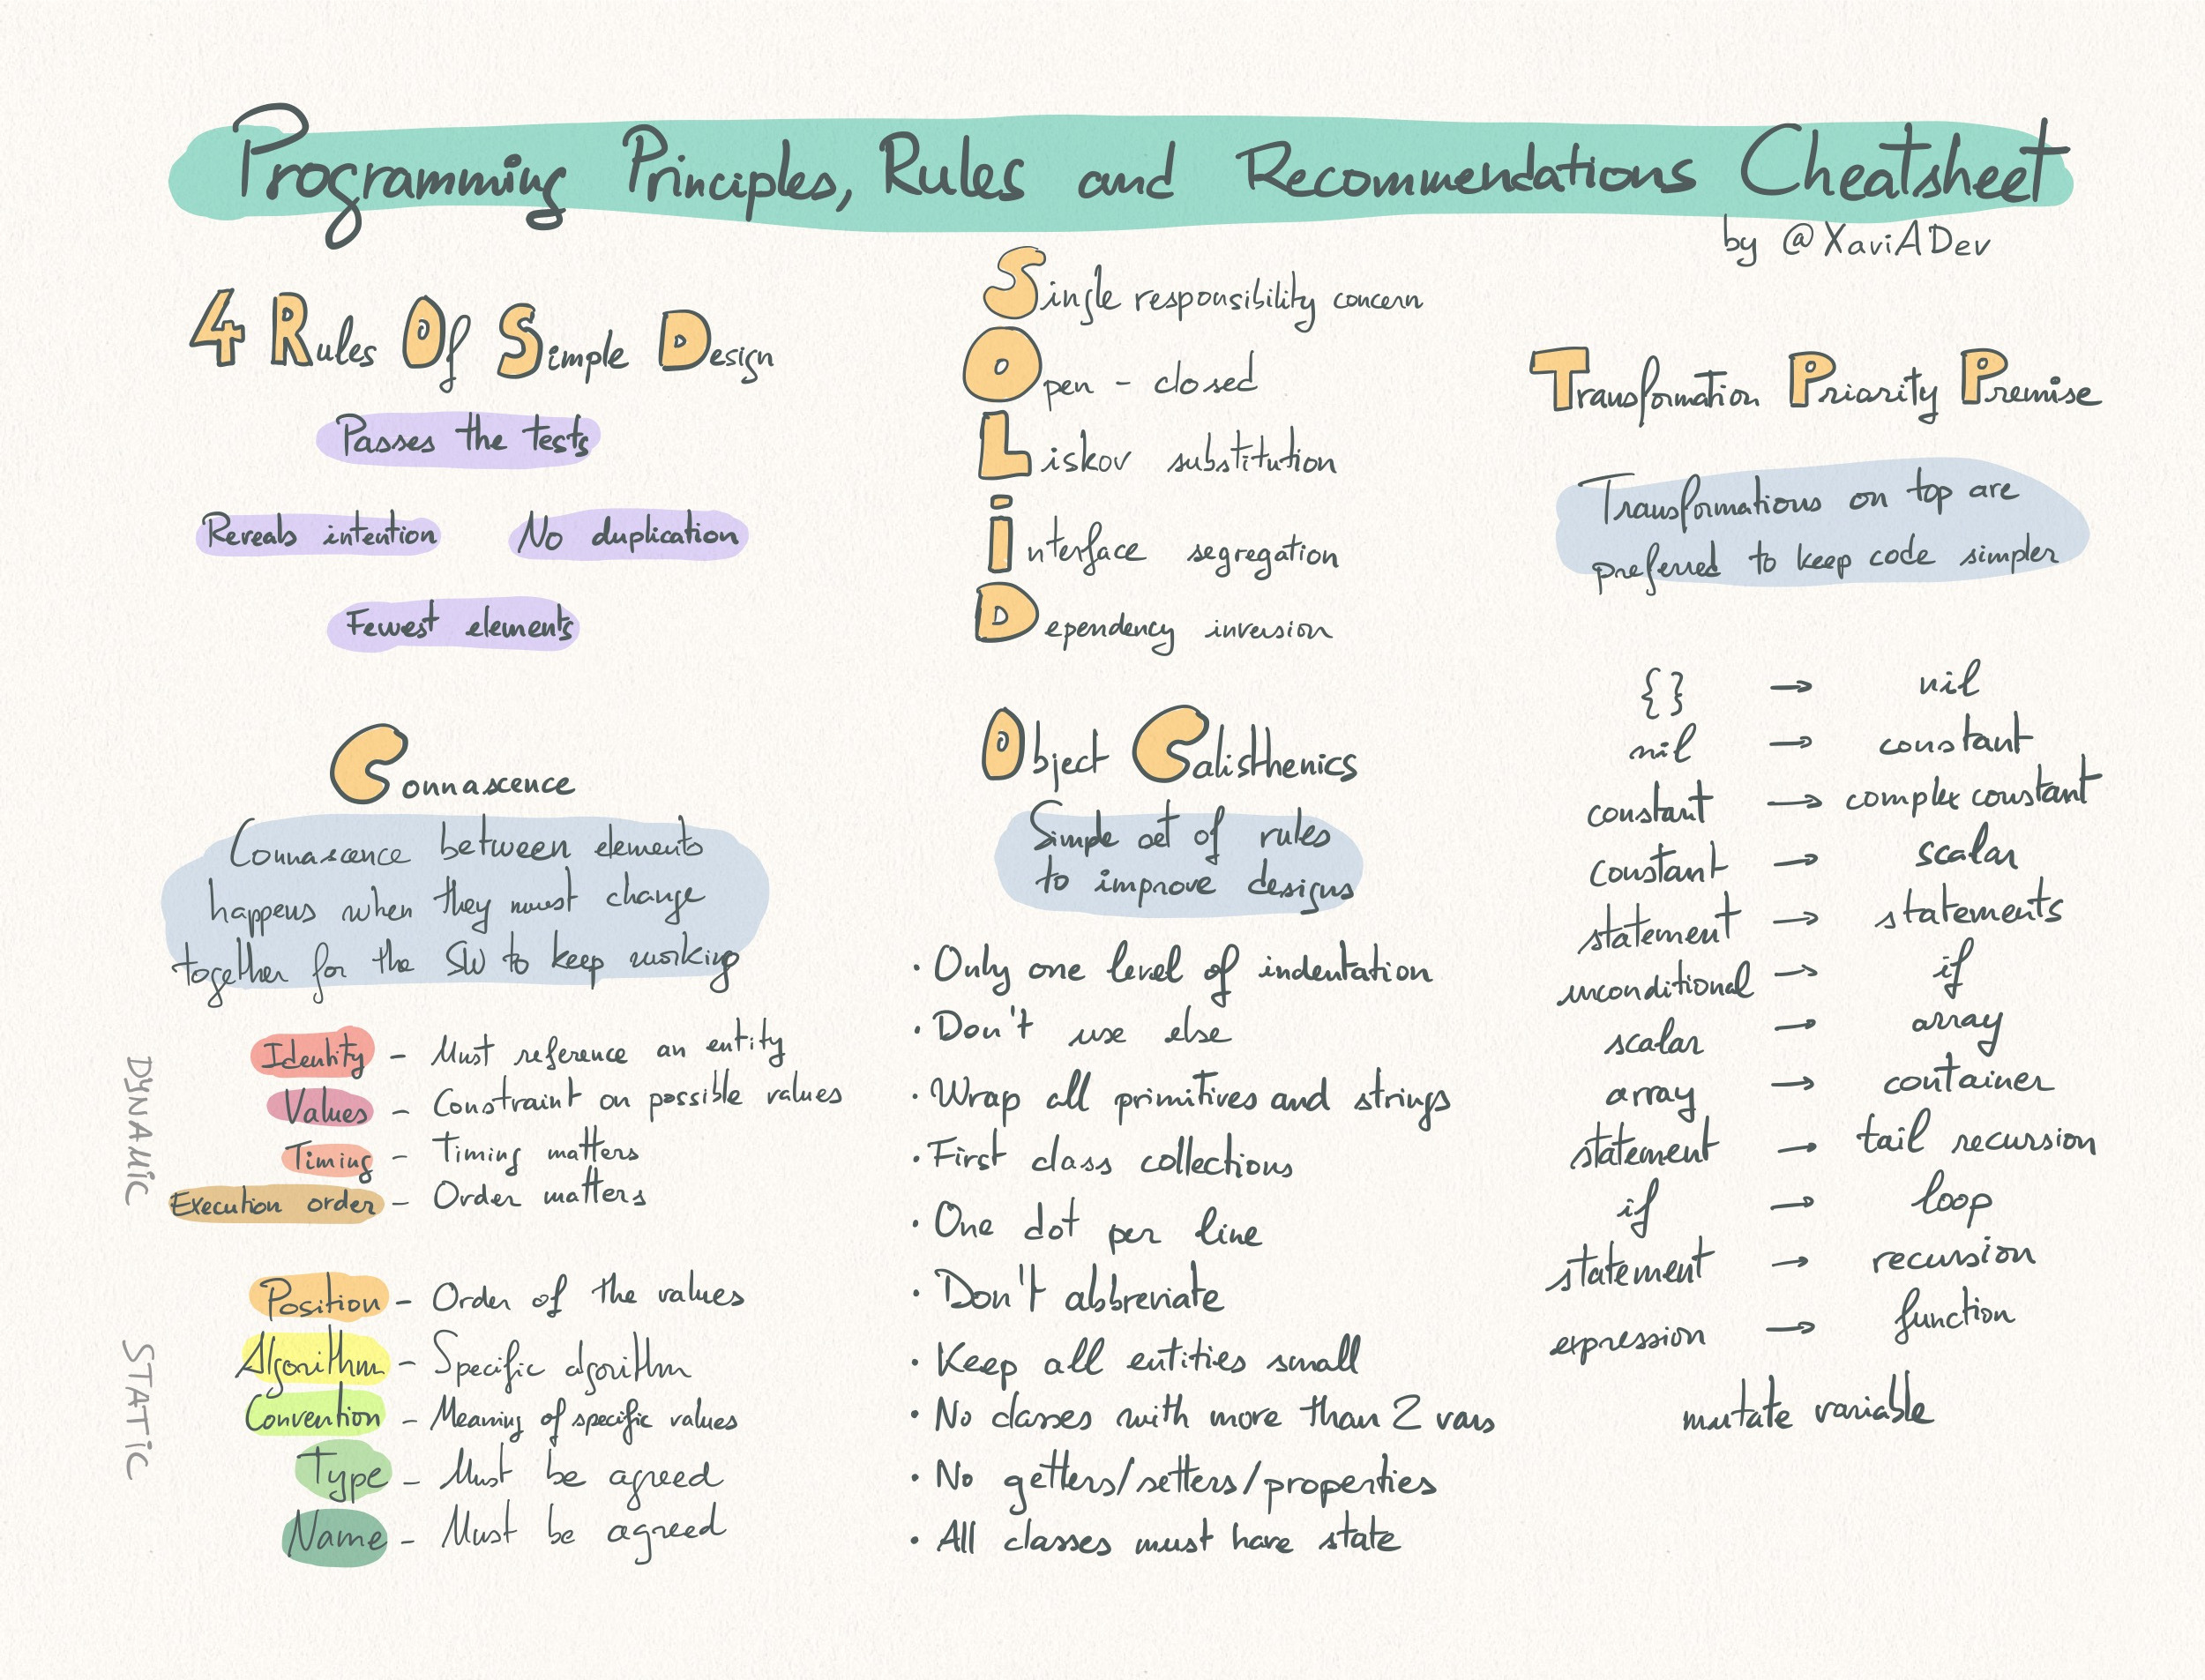 Programming Principles, Rules and Recommendations Cheatsheet
by @XaviADev
4 Rules Of Simple Design
Passes the tests
Reveals intention
No duplication
Fewest elements
Connascence
Connascence between elements
happens when they must change
together for the SW to keep working
DYNAMIC
Identity - Must reference an entity
Values - Constraint on possible values
Timing - Timing matters
Execution order - Order matters
STATIC
Position - Order of the values
Algorithm - Specific algorithm
Convention - Meaning of specific values
Type - Must be agreed
Name - Must be agreed
Single responsibility concern
Open - closed
Liskov substitution
interface segregation
Dependency inversion
Object Calisthenics
Simple set of rules
to improve designs
· Only one level of indentation
· Don't use else
· Wrap all primitives and strings
· First class collections
· One dot per line
· Don't abbreviate
· Keep all entities small
· No classes with more than 2 vars
· No getters/setters/properties
· All classes must have state
Transformation Priority Premise
Transformations on top are
preferred to keep code simpler
{ } → nil
nil → constant
constant → complex constant
constant → scalar
statement → statements
unconditional → if
scalar → array
array → container
statement → tail recursion
if → loop
statement → recursion
expression → function
mutate variable